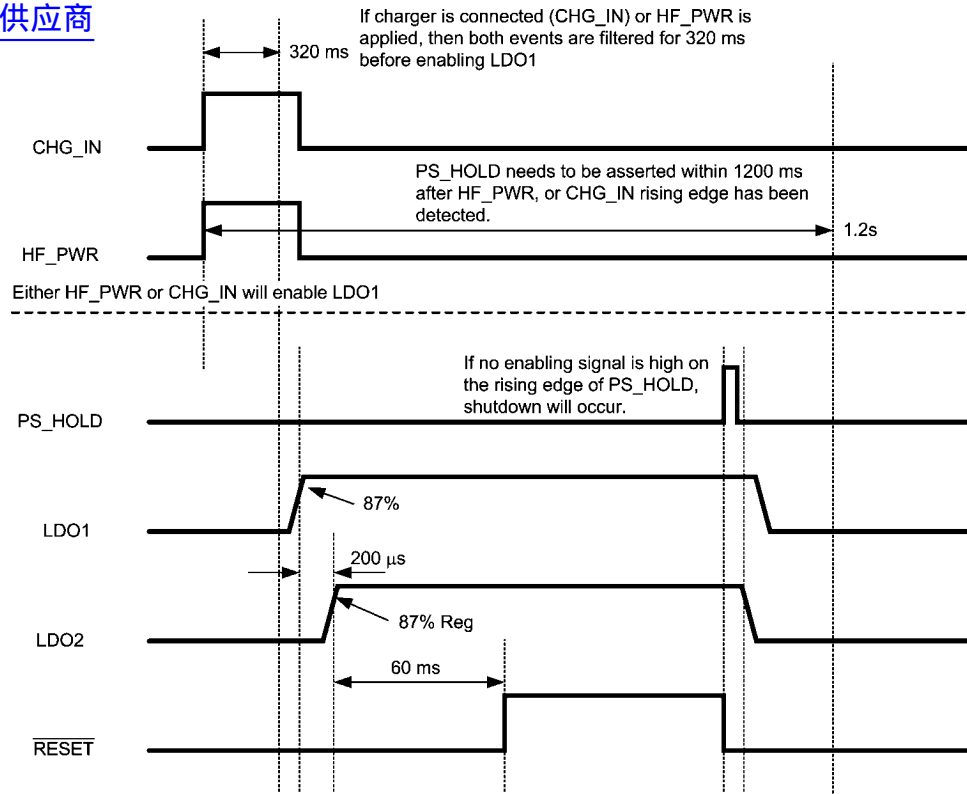 供应商
If charger is connected (CHG_IN) or HF_PWR is
applied, then both events are filtered for 320 ms
before enabling LDO1
320 ms
CHG_IN
PS_HOLD needs to be asserted within 1200 ms
after HF_PWR, or CHG_IN rising edge has been
detected.
1.2s
HF_PWR
Either HF_PWR or CHG_IN will enable LDO1
If no enabling signal is high on
the rising edge of PS_HOLD,
shutdown will occur.
PS_HOLD
87%
LDO1
200 µs
87% Reg
LDO2
60 ms
RESET